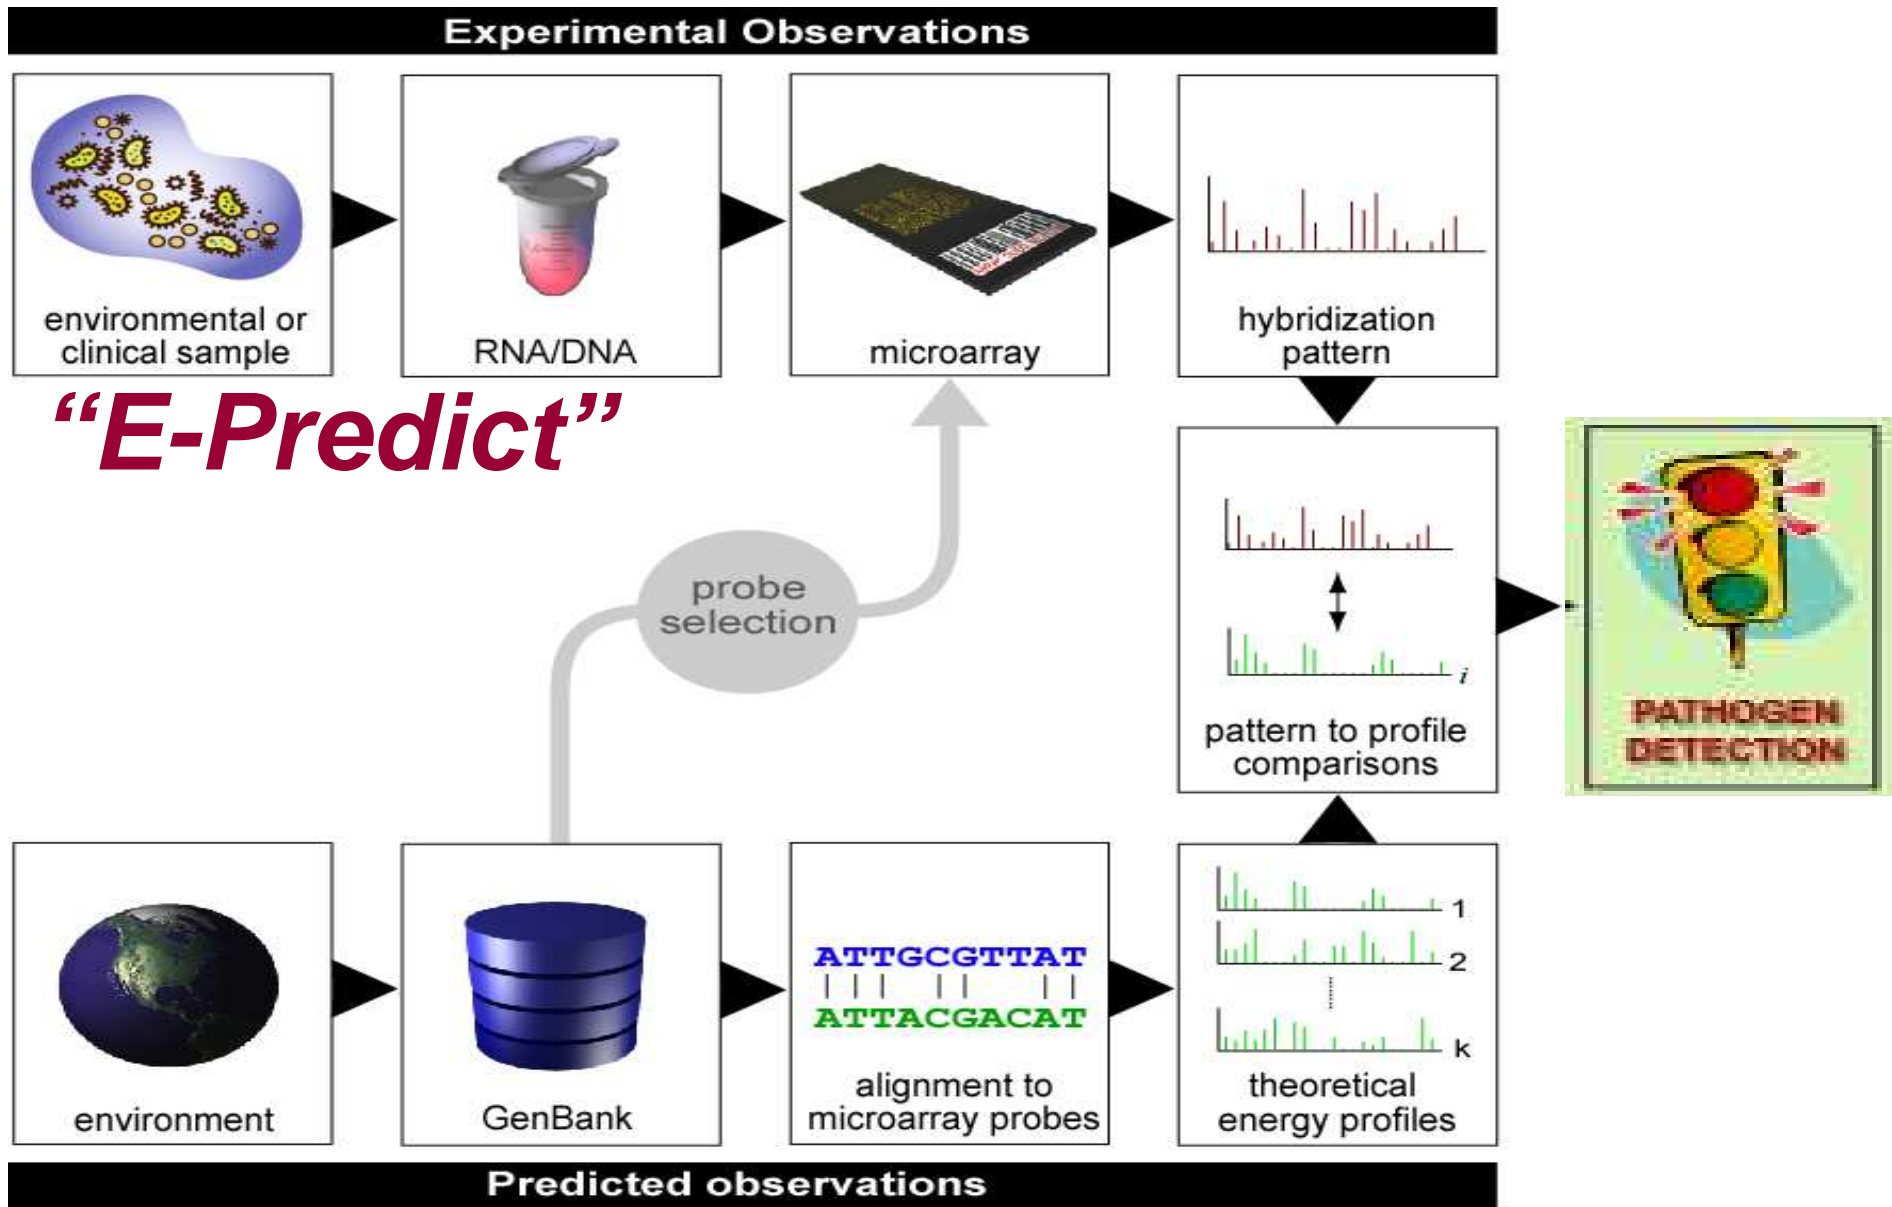 Experimental Observations
environmental or
clinical sample
RNA/DNA
microarray
hybridization
pattern
“E-Predict”
probe
selection
i
pattern to profile
comparisons
PATHOGEN
DETECTION
environment
GenBank
ATTGCGTTAT
ATTACGACAT
alignment to
microarray probes
1
2
k
theoretical
energy profiles
Predicted observations